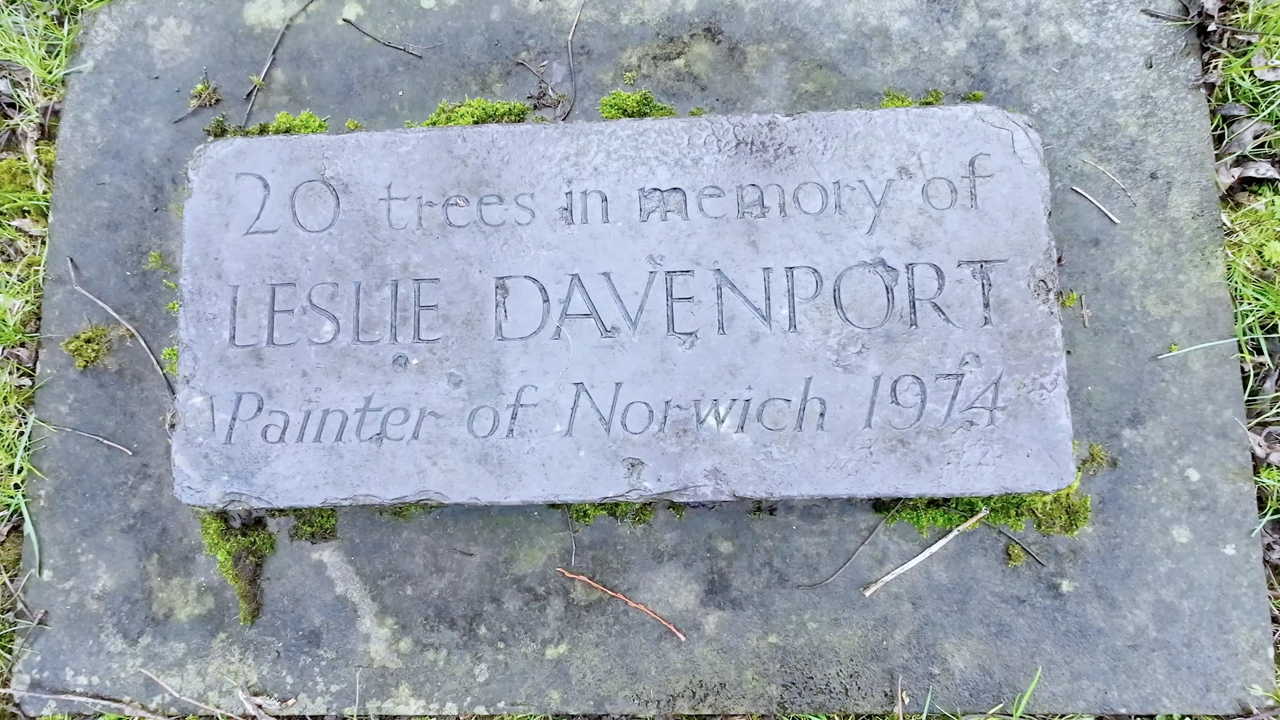 20 trees in memory of
LESLIE DAVENPORT
Painter of Norwich 1974